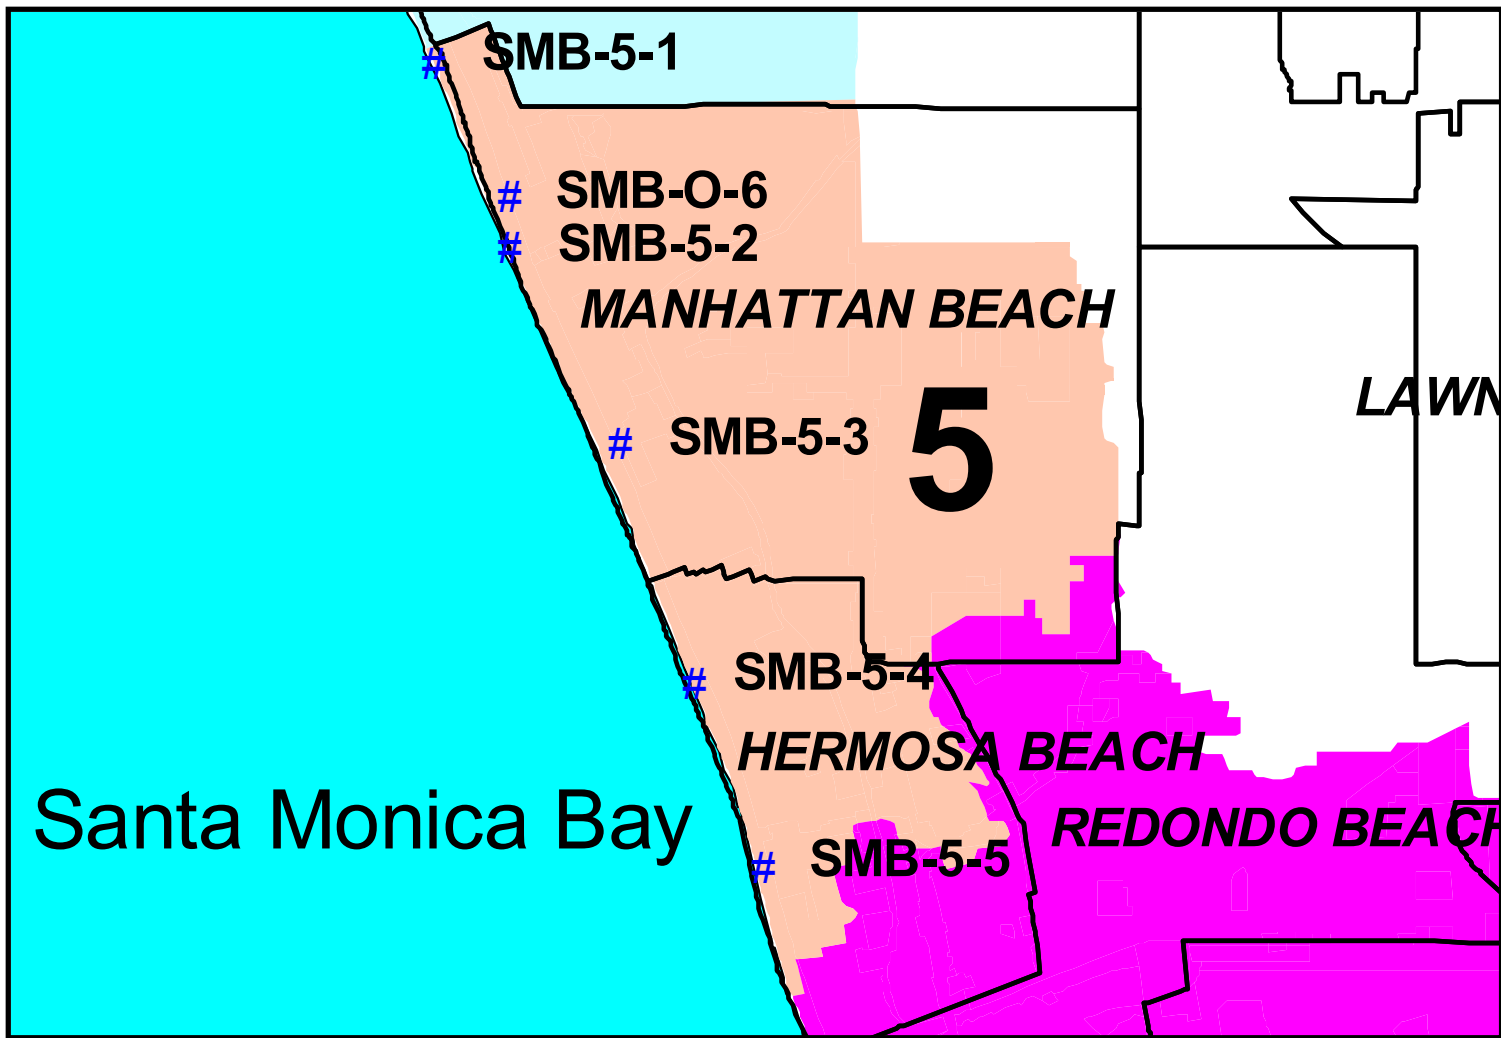 # SMB-5-1
# SMB-O-6
# SMB-5-2
MANHATTAN BEACH
5
LAWN
# SMB-5-3
# SMB-5-4
HERMOSA BEACH
Santa Monica Bay
REDONDO BEACH
# SMB-5-5